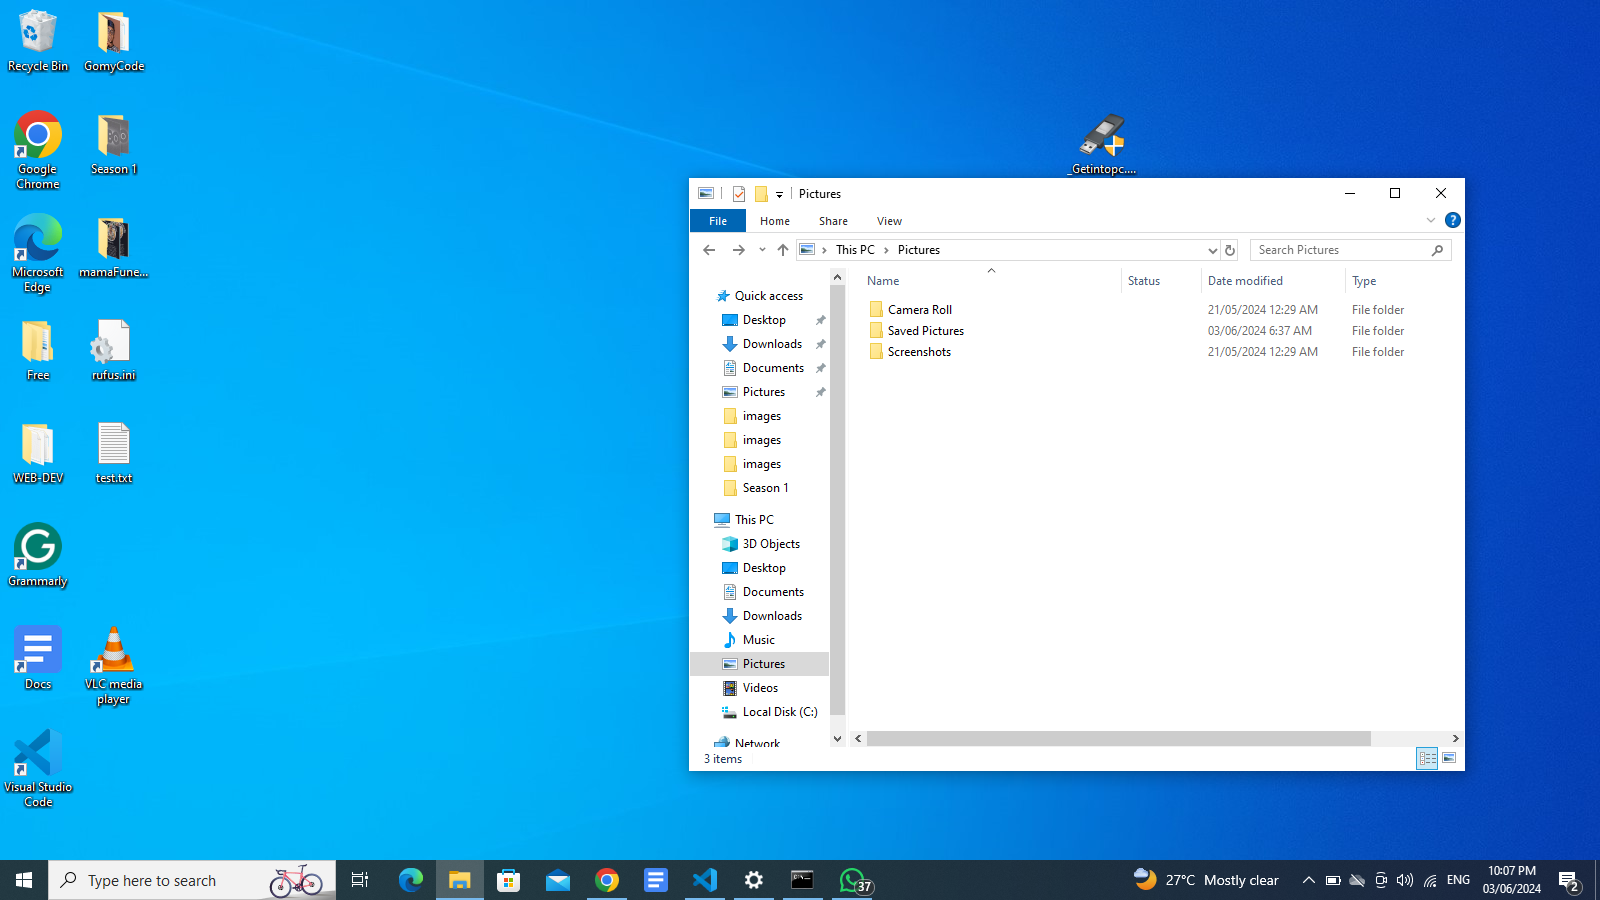 Recycle Bin
GomyCode
Google
Chrome
Season 1
Microsoft
Edge
mamaFune...
Free
rufus.ini
WEB-DEV
test.txt
Grammarly
Docs
VLC media
player
Visual Studio
Code
_Getintopc....
Pictures
File
Home
Share
View
This PC
Pictures
Search Pictures
Name
Status
Date modified
Type
Camera Roll
21/05/2024 12:29 AM
File folder
Saved Pictures
03/06/2024 6:37 AM
File folder
Screenshots
21/05/2024 12:29 AM
File folder
Quick access
Desktop
Downloads
Documents
Pictures
images
images
images
Season 1
This PC
3D Objects
Desktop
Documents
Downloads
Music
Pictures
Videos
Local Disk (C:)
Network
3 items
Type here to search
37
27°C Mostly clear
ENG
10:07 PM
03/06/2024
2